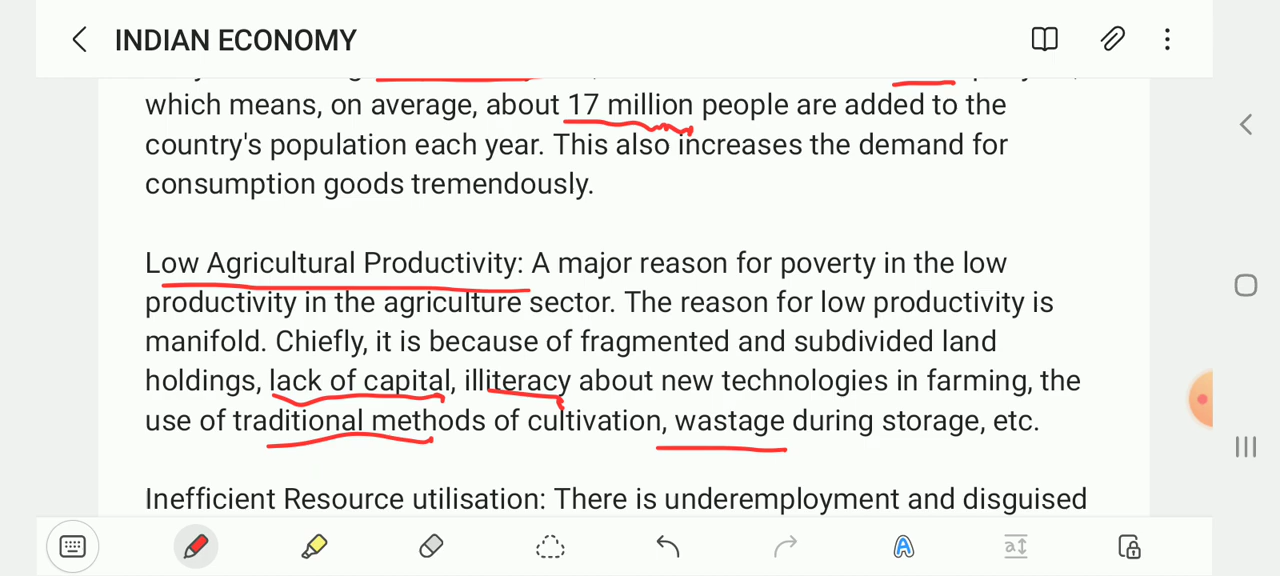 INDIAN ECONOMY
which means, on average, about 17 million people are added to the
country's population each year. This also increases the demand for
consumption goods tremendously.
Low Agricultural Productivity: A major reason for poverty in the low
productivity in the agriculture sector. The reason for low productivity is
manifold. Chiefly, it is because of fragmented and subdivided land
holdings, lack of capital, illiteracy about new technologies in farming, the
use of traditional methods of cultivation, wastage during storage, etc.
Inefficient Resource utilisation: There is underemployment and disguised